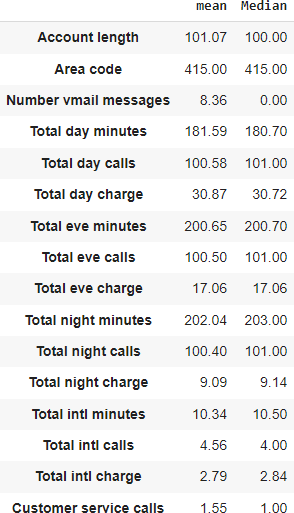 mean Median
Account length 101.07 100.00
Area code 415.00 415.00
Number vmail messages 8.36 0.00
Total day minutes 181.59 180.70
Total day calls 100.58 101.00
Total day charge 30.87 30.72
Total eve minutes 200.65 200.70
Total eve calls 100.50 101.00
Total eve charge 17.06 17.06
Total night minutes 202.04 203.00
Total night calls 100.40 101.00
Total night charge 9.09 9.14
Total intl minutes 10.34 10.50
Total intl calls 4.56 4.00
Total intl charge 2.79 2.84
Customer service calls 1.55 1.00